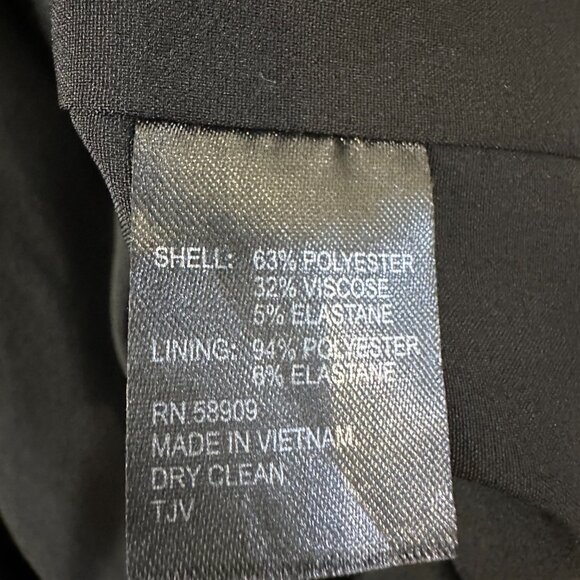 SHELL: 63% POLYESTER
32% VISCOSE
5% ELASTANE
LINING: 94% POLYESTER
6% ELASTANE
RN 58909
MADE IN VIETNAM
DRY CLEAN
TJV